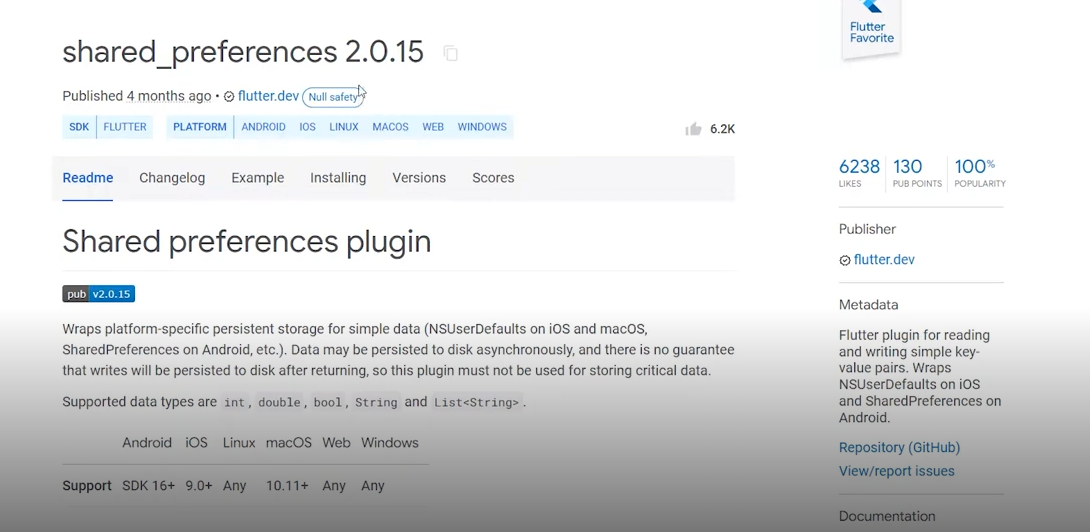 shared_preferences 2.0.15
Flutter
Favorite
Published 4 months ago • flutter.dev Null safety
SDK FLUTTER PLATFORM ANDROID IOS LINUX MACOS WEB WINDOWS
6.2K
Readme Changelog Example Installing Versions Scores
6238 130 100%
LIKES PUB POINTS POPULARITY
Shared preferences plugin
pub v2.0.15
Wraps platform-specific persistent storage for simple data (NSUserDefaults on iOS and macOS,
SharedPreferences on Android, etc.). Data may be persisted to disk asynchronously, and there is no guarantee
that writes will be persisted to disk after returning, so this plugin must not be used for storing critical data.
Supported data types are int, double, bool, String and List<String>.
Android iOS Linux macOS Web Windows
Support SDK 16+ 9.0+ Any 10.11+ Any Any
Publisher
flutter.dev
Metadata
Flutter plugin for reading
and writing simple key-
value pairs. Wraps
NSUserDefaults on iOS
and SharedPreferences on
Android.
Repository (GitHub)
View/report issues
Documentation